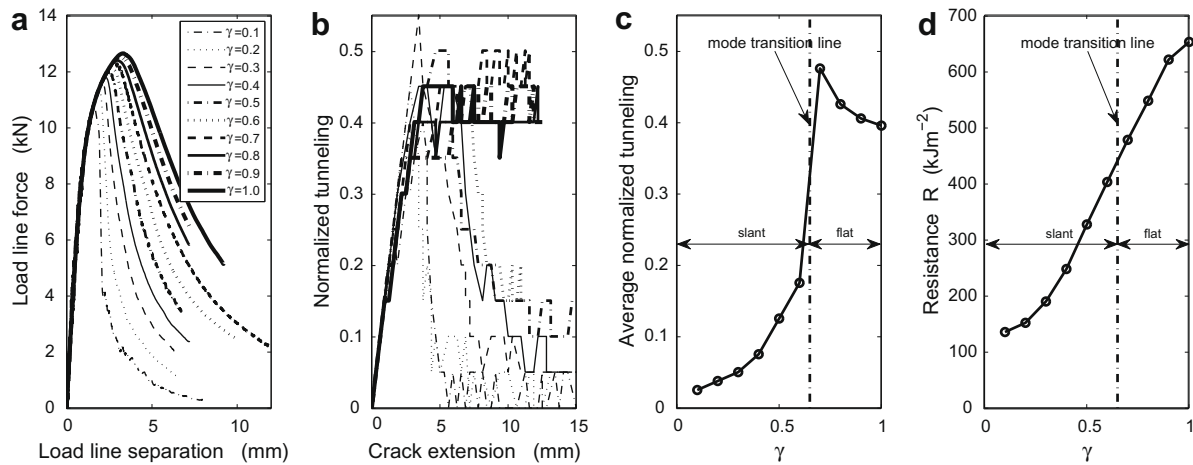 a
14
12
10
8
6
4
2
0
0
5
10
Load line force (kN)
Load line separation (mm)
γ=0.1
γ=0.2
γ=0.3
γ=0.4
γ=0.5
γ=0.6
γ=0.7
γ=0.8
γ=0.9
γ=1.0
b
0.5
0.4
0.3
0.2
0.1
0
0
5
10
15
Normalized tunneling
Crack extension (mm)
c
0.5
0.4
0.3
0.2
0.1
0
0
0.5
1
Average normalized tunneling
γ
mode transition line
slant
flat
d
700
600
500
400
300
200
100
0
0
0.5
1
Resistance R (kJm⁻²)
γ
mode transition line
slant
flat